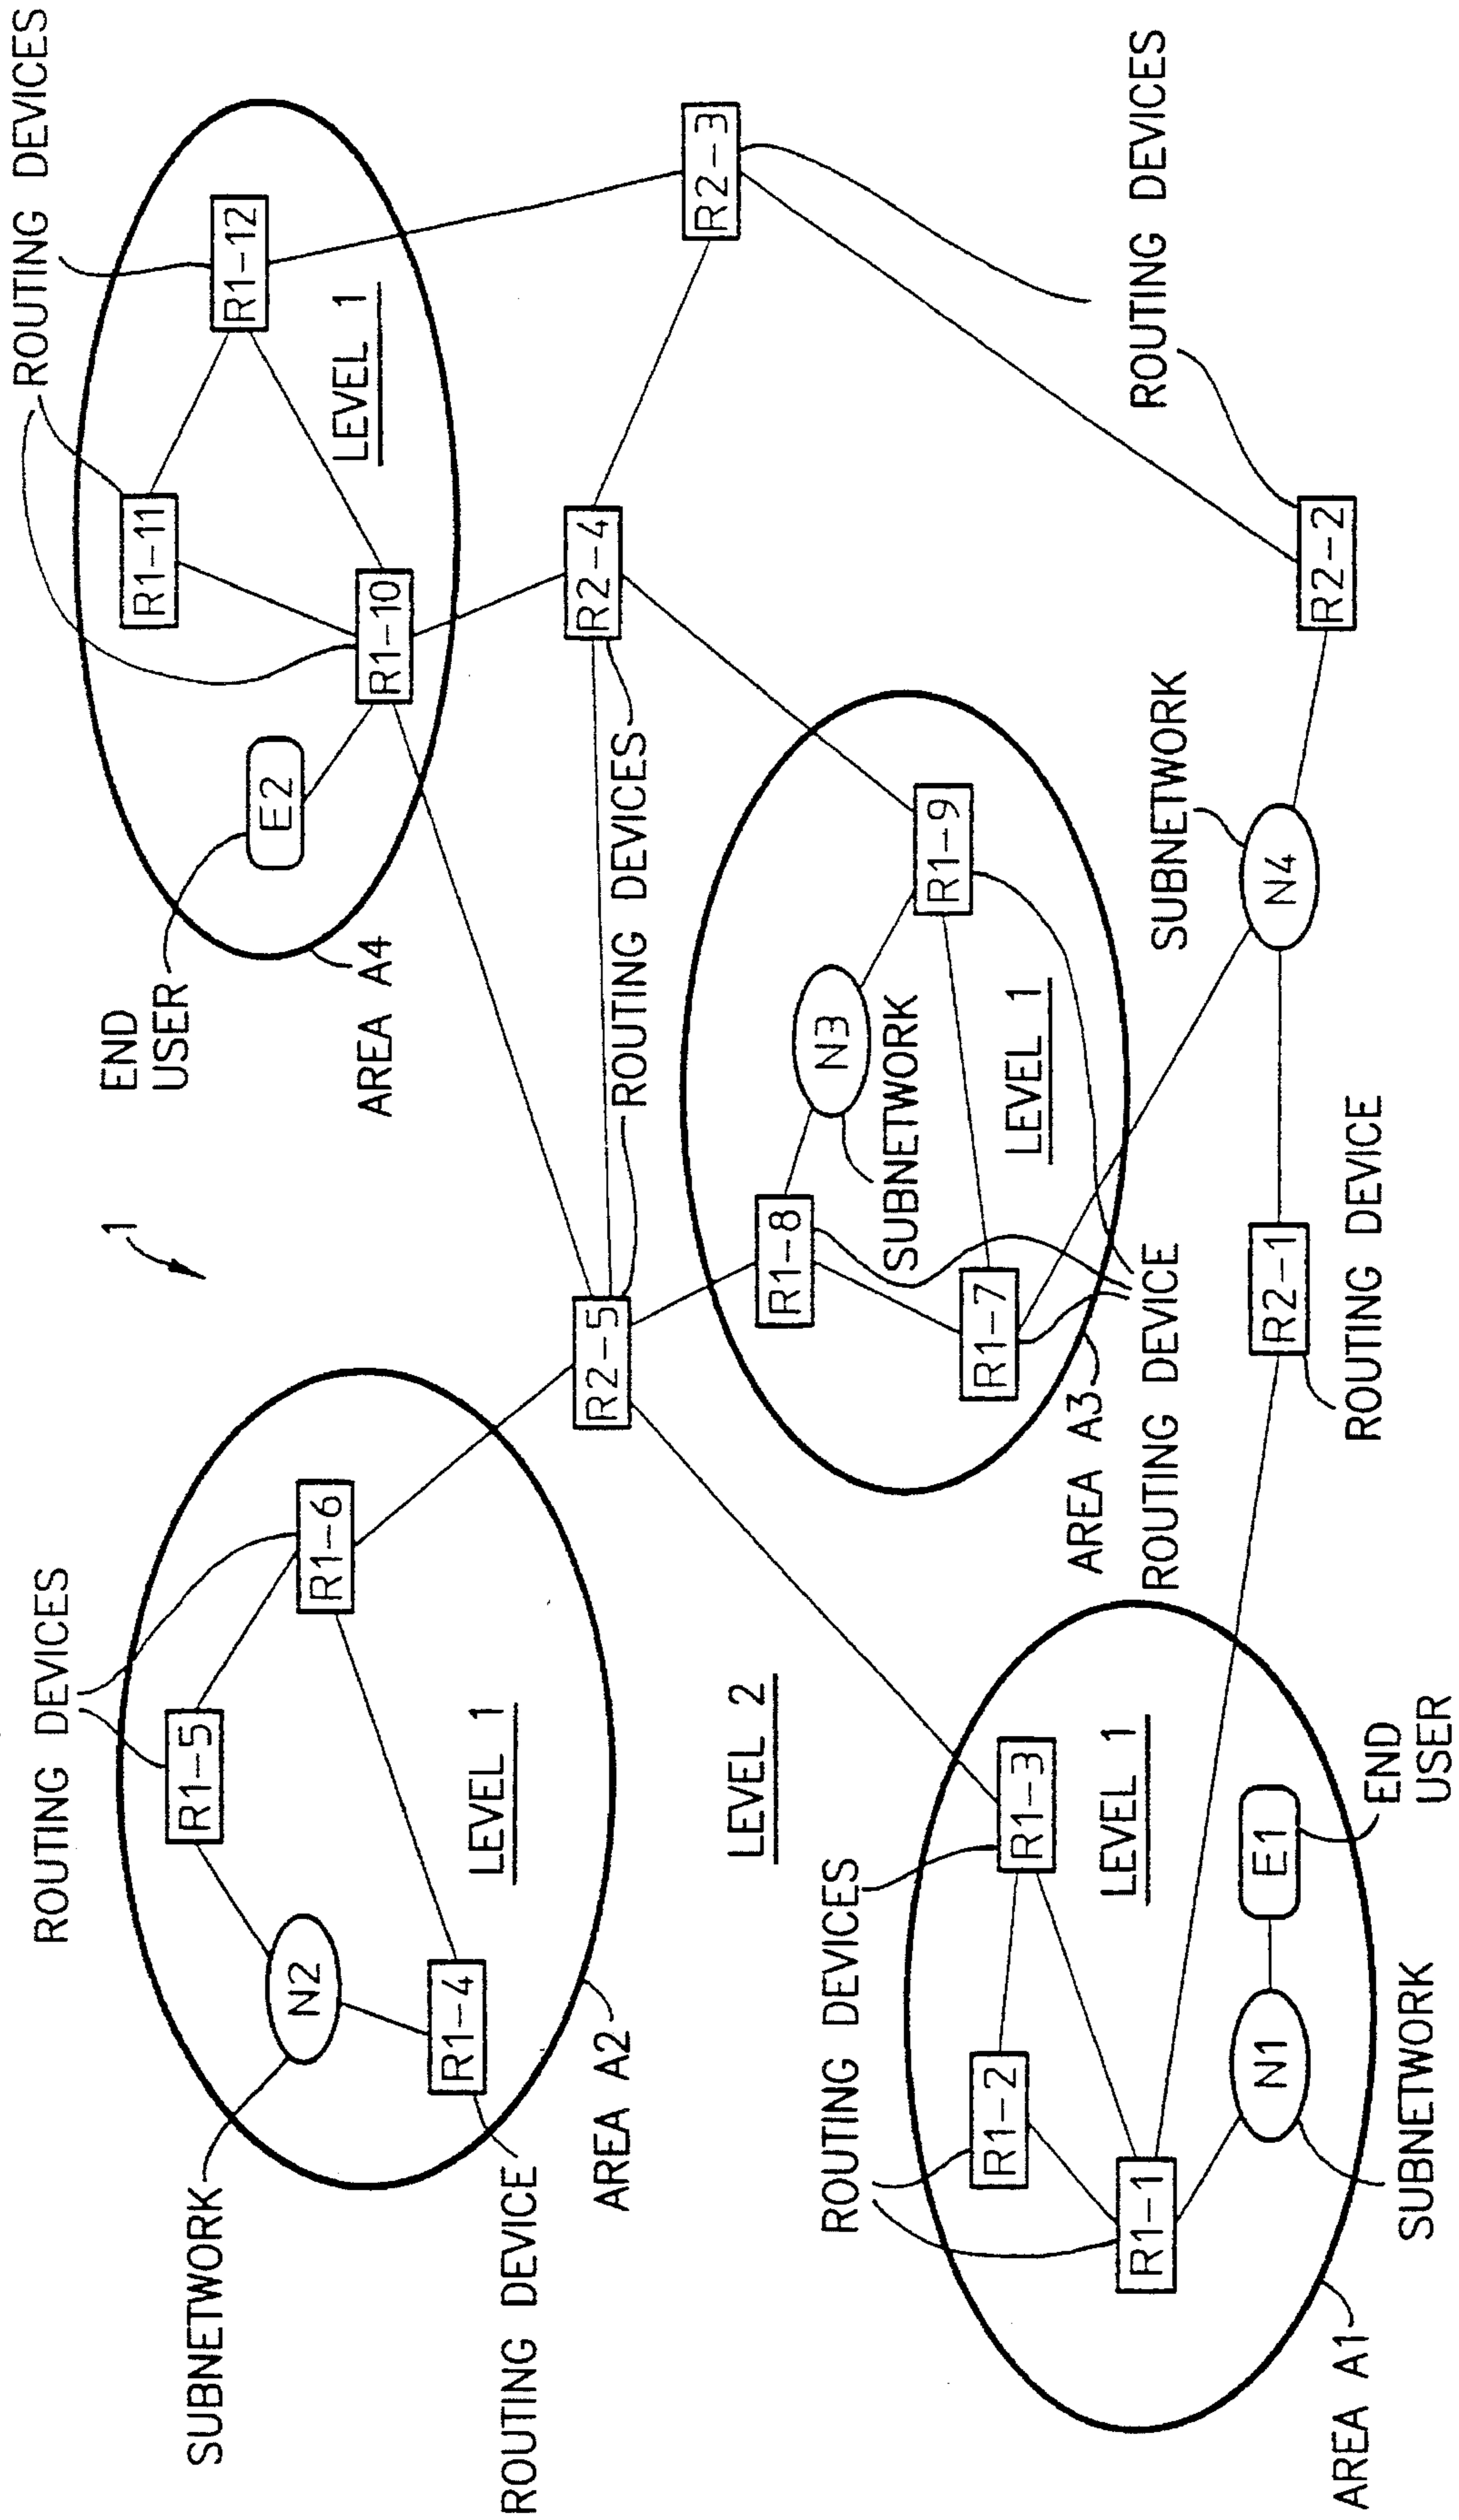 ROUTING DEVICES
R1-12
R1-11
R1-10
LEVEL 1
E2
END
USER
AREA A4
1
R2-3
R2-4
ROUTING DEVICES
ROUTING DEVICES
R2-2
ROUTING DEVICES
R2-5
SUBNETWORK
N4
R2-1
ROUTING DEVICE
R1-9
N3
SUBNETWORK
LEVEL 1
R1-8
R1-7
AREA A3
ROUTING DEVICE
ROUTING DEVICES
R1-6
R1-5
N2
SUBNETWORK
R1-4
ROUTING DEVICE
LEVEL 1
AREA A2
LEVEL 2
ROUTING DEVICES
R1-3
R1-2
R1-1
LEVEL 1
E1
END
USER
N1
SUBNETWORK
AREA A1